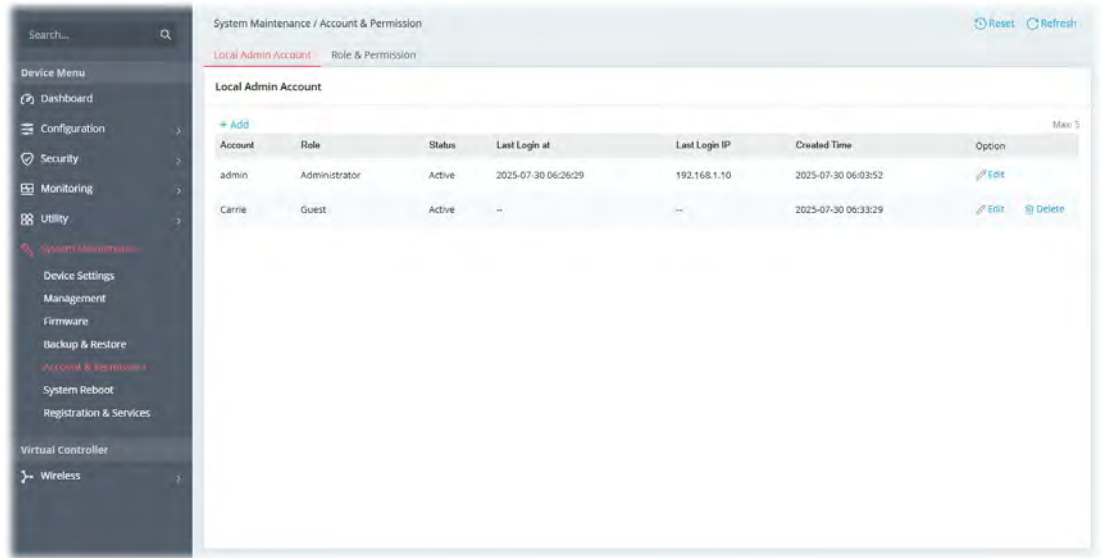 Search...
System Maintenance / Account & Permission
Reset Refresh
Local Admin Account Role & Permission
Device Menu
Local Admin Account
Dashboard
+ Add Max: 5
Configuration
Account Role Status Last Login at Last Login IP Created Time Option
Security
admin Administrator Active 2025-07-30 06:26:29 192.168.1.10 2025-07-30 06:03:52 Edit
Monitoring
Carrie Guest Active -- -- 2025-07-30 06:33:29 Edit Delete
Utility
System Maintenance
Device Settings
Management
Firmware
Backup & Restore
Account & Permission
System Reboot
Registration & Services
Virtual Controller
Wireless